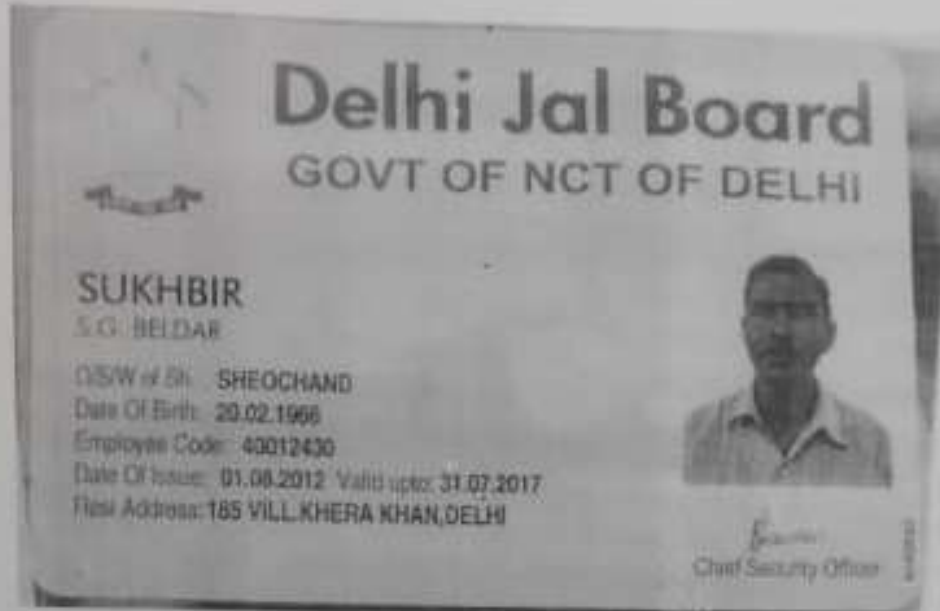 Delhi Jal Board
GOVT OF NCT OF DELHI
SUKHBIR
S.G. BELDAR
D/S/W of Sh. SHEOCHAND
Date Of Birth: 20.02.1966
Employee Code: 40012430
Date Of Issue: 01.08.2012 Valid upto: 31.07.2017
Resi Address: 185 VILL.KHERA KHAN,DELHI
Chief Security Officer